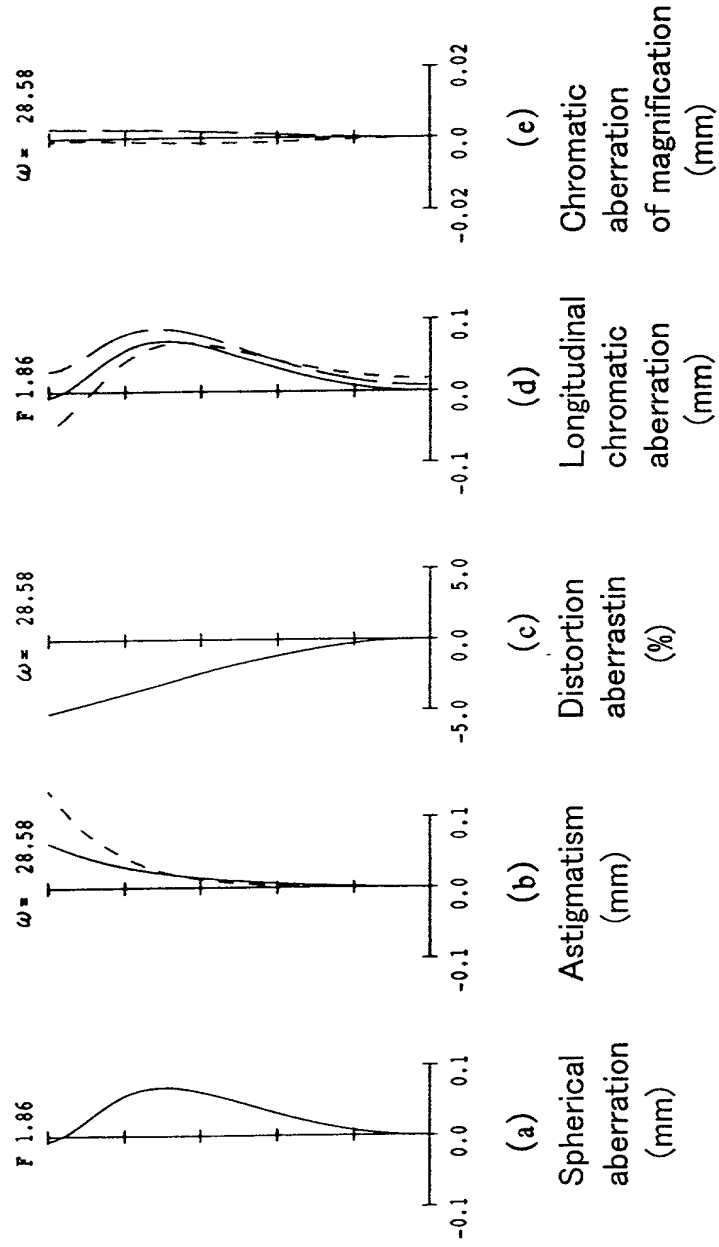 F 1.86
-0.1 0.0 0.1
(a)
Spherical
aberration
(mm)
ω= 28.58
-0.1 0.0 0.1
(b)
Astigmatism
(mm)
ω= 28.58
-5.0 0.0 5.0
(c)
Distortion
aberrastin
(%)
F 1.86
-0.1 0.0 0.1
(d)
Longitudinal
chromatic
aberration
(mm)
ω= 28.58
-0.02 0.0 0.02
(e)
Chromatic
aberration
of magnification
(mm)